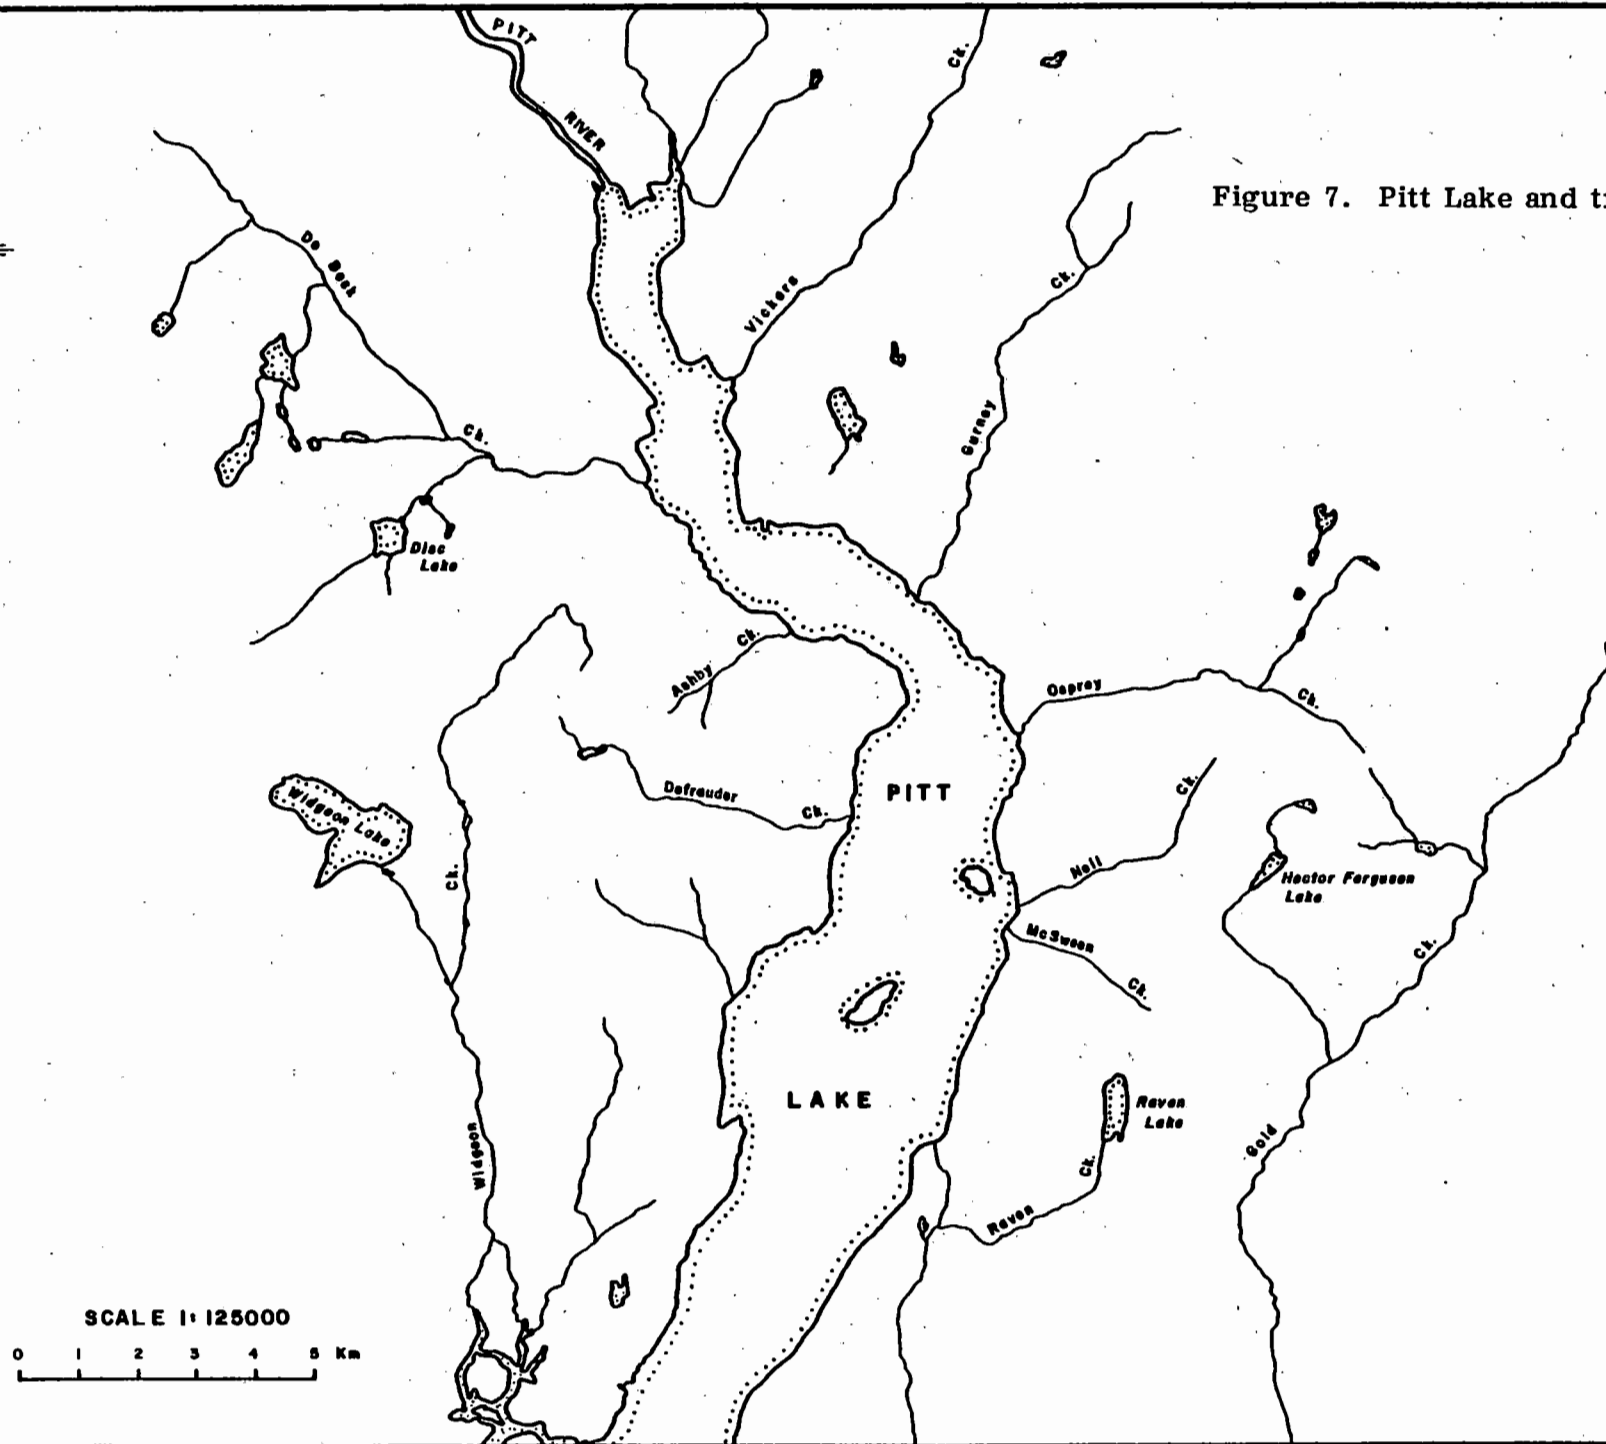 PITT
RIVER
Ck.
Figure 7. Pitt Lake and
De Beck
Ck.
Vickers
Ck.
Gurney
Ck.
Disc
Lake
Ashby Ck.
Osprey
Ck.
Widgeon Lake
Defrauder
Ck.
PITT
Ck.
Neil
Ck.
Hector Ferguson
Lake
McSween
Ck.
Ck.
LAKE
Raven
Lake
Widgeon
Ck.
Gold
Raven
SCALE 1:125000
0 1 2 3 4 5 Km